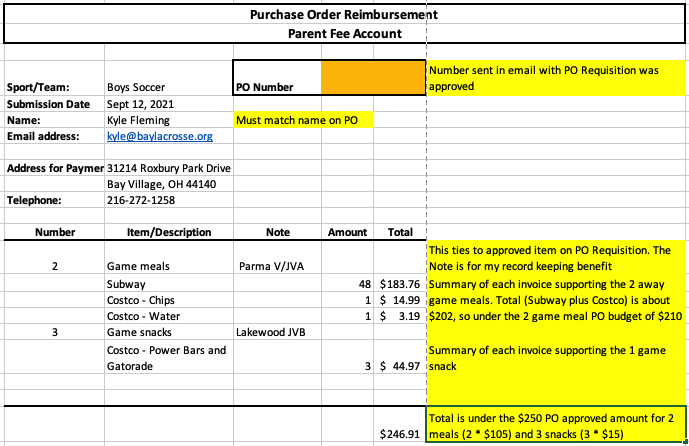 Purchase Order Reimbursement
Parent Fee Account
Sport/Team: Boys Soccer PO Number Number sent in email with PO Requisition was approved
Submission Date Sept 12, 2021
Name: Kyle Fleming Must match name on PO
Email address: kyle@baylacrosse.org
Address for Paymer 31214 Roxbury Park Drive
Bay Village, OH 44140
Telephone: 216-272-1258
Number Item/Description Note Amount Total
This ties to approved item on PO Requisition. The
2 Game meals Parma V/JVA Note is for my record keeping benefit
Subway 48 $183.76 Summary of each invoice supporting the 2 away
Costco - Chips 1 $ 14.99 game meals. Total (Subway plus Costco) is about
Costco - Water 1 $ 3.19 $202, so under the 2 game meal PO budget of $210
3 Game snacks Lakewood JVB
Costco - Power Bars and Summary of each invoice supporting the 1 game
Gatorade 3 $ 44.97 snack
Total is under the $250 PO approved amount for 2
$246.91 meals (2 * $105) and 3 snacks (3 * $15)